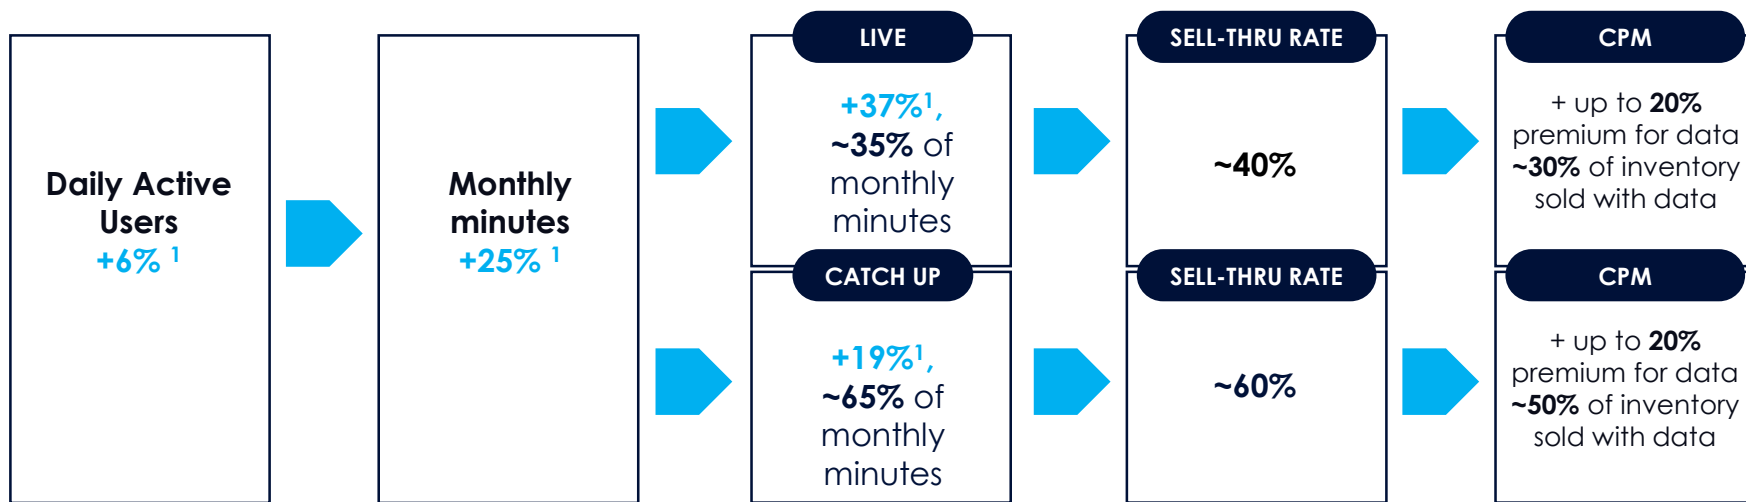 Daily Active
Users
+6% 1
Monthly
minutes
+25% 1
LIVE
+37%1,
~35% of
monthly
minutes
SELL-THRU RATE
~40%
CPM
+ up to 20%
premium for data
~30% of inventory
sold with data
CATCH UP
+19%1,
~65% of
monthly
minutes
SELL-THRU RATE
~60%
CPM
+ up to 20%
premium for data
~50% of inventory
sold with data